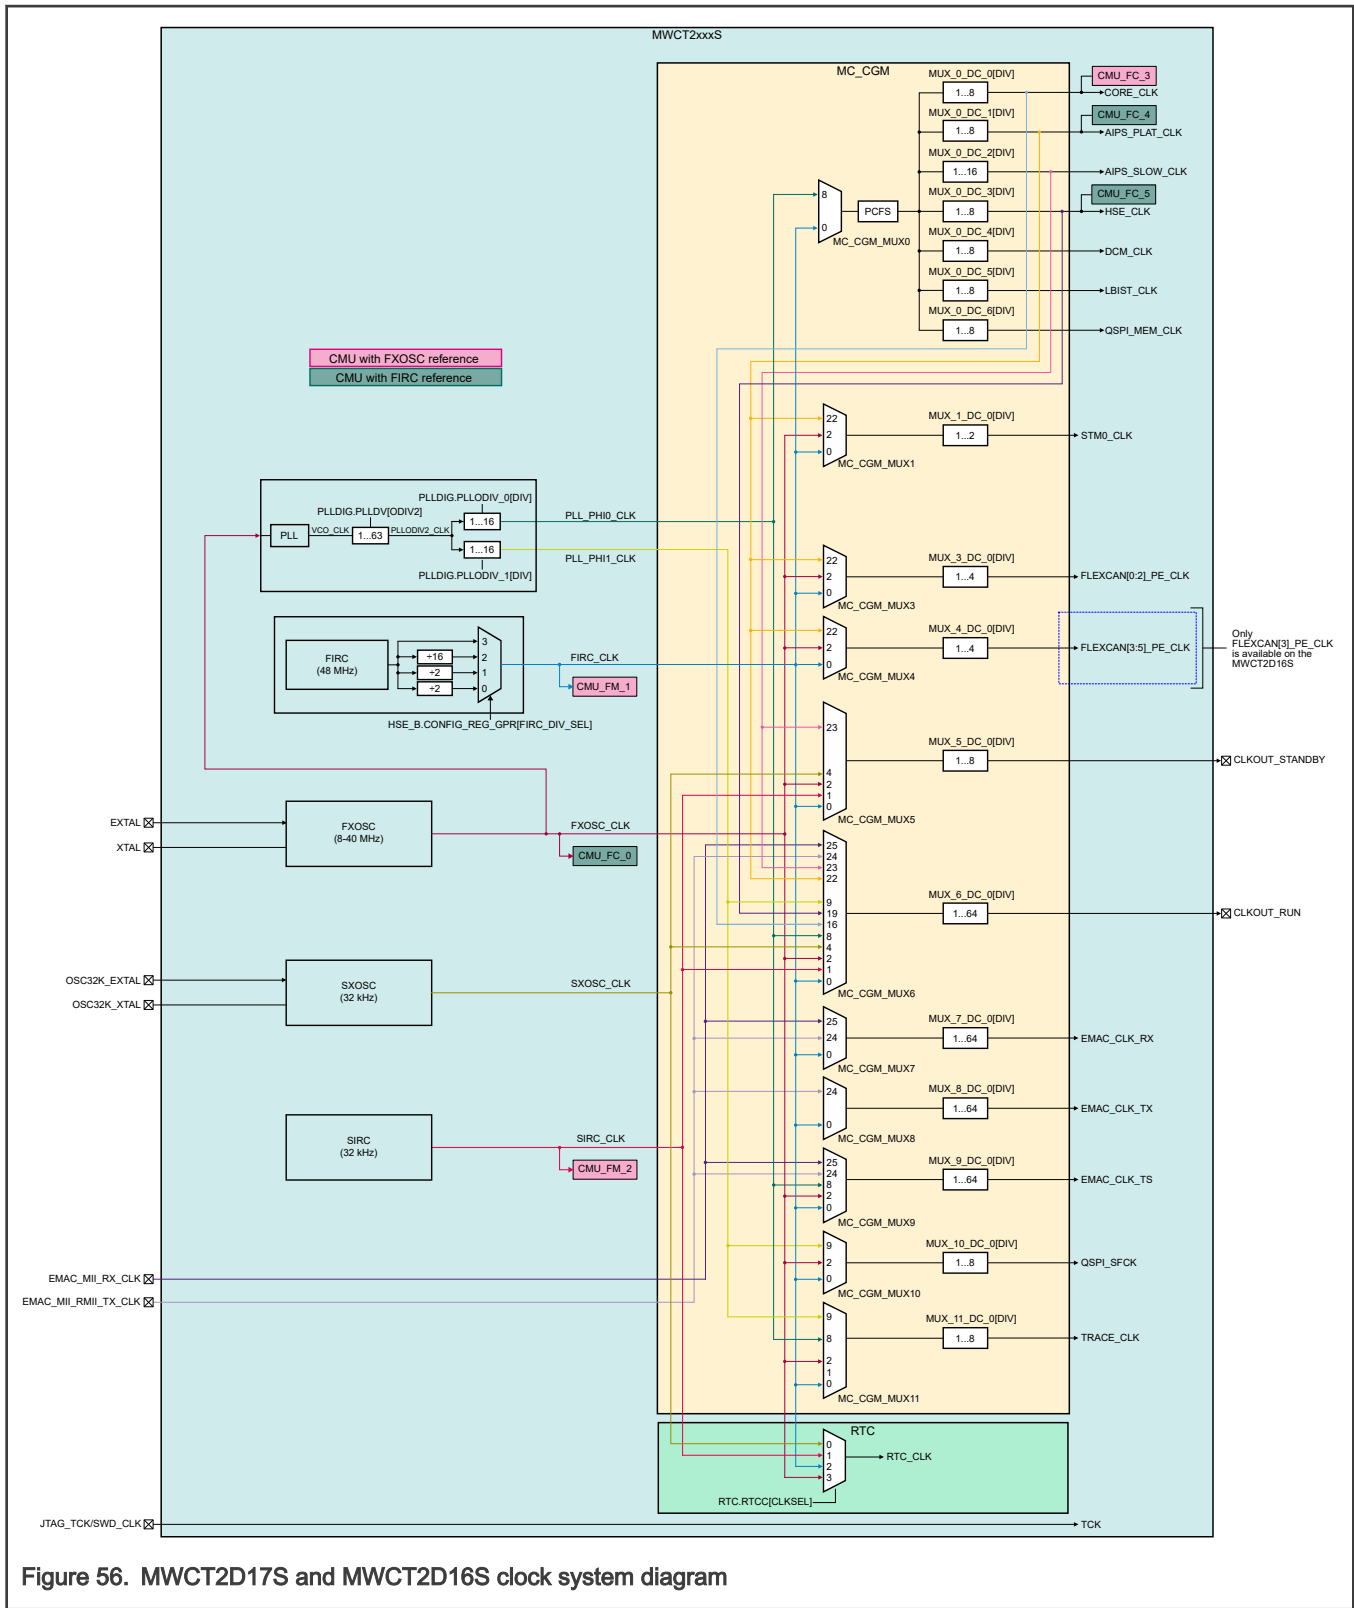 MWCT2xxxS
MC_CGM
MUX_0_DC_0[DIV]
1...8
CMU_FC_3
CORE_CLK
MUX_0_DC_1[DIV]
1...8
CMU_FC_4
AIPS_PLAT_CLK
MUX_0_DC_2[DIV]
1...16
AIPS_SLOW_CLK
MUX_0_DC_3[DIV]
1...8
CMU_FC_5
HSE_CLK
8
0
MC_CGM_MUX0
PCFS
MUX_0_DC_4[DIV]
1...8
DCM_CLK
MUX_0_DC_5[DIV]
1...8
LBIST_CLK
MUX_0_DC_6[DIV]
1...8
QSPI_MEM_CLK
CMU with FXOSC reference
CMU with FIRC reference
22
2
0
MC_CGM_MUX1
MUX_1_DC_0[DIV]
1...2
STM0_CLK
PLLDIG.PLLODIV_0[DIV]
PLLDIG.PLLDV[ODIV2]
PLL
VCO_CLK
1...63
PLLODIV2_CLK
1...16
1...16
PLLDIG.PLLODIV_1[DIV]
PLL_PHI0_CLK
PLL_PHI1_CLK
22
2
0
MC_CGM_MUX3
MUX_3_DC_0[DIV]
1...4
FLEXCAN[0:2]_PE_CLK
22
2
0
MC_CGM_MUX4
MUX_4_DC_0[DIV]
1...4
FLEXCAN[3:5]_PE_CLK
Only
FLEXCAN[3]_PE_CLK
is available on the
MWCT2D16S
FIRC
(48 MHz)
÷16
÷2
÷2
3
2
1
0
FIRC_CLK
CMU_FM_1
HSE_B.CONFIG_REG_GPR[FIRC_DIV_SEL]
23
4
2
1
0
MC_CGM_MUX5
MUX_5_DC_0[DIV]
1...8
CLKOUT_STANDBY
EXTAL
XTAL
FXOSC
(8-40 MHz)
FXOSC_CLK
CMU_FC_0
25
24
23
22
9
19
16
8
4
2
1
0
MC_CGM_MUX6
MUX_6_DC_0[DIV]
1...64
CLKOUT_RUN
OSC32K_EXTAL
OSC32K_XTAL
SXOSC
(32 kHz)
SXOSC_CLK
25
24
0
MC_CGM_MUX7
MUX_7_DC_0[DIV]
1...64
EMAC_CLK_RX
24
0
MC_CGM_MUX8
MUX_8_DC_0[DIV]
1...64
EMAC_CLK_TX
SIRC
(32 kHz)
SIRC_CLK
CMU_FM_2
25
24
8
2
0
MC_CGM_MUX9
MUX_9_DC_0[DIV]
1...64
EMAC_CLK_TS
EMAC_MII_RX_CLK
EMAC_MII_RMII_TX_CLK
9
2
0
MC_CGM_MUX10
MUX_10_DC_0[DIV]
1...8
QSPI_SFCK
9
8
2
1
0
MC_CGM_MUX11
MUX_11_DC_0[DIV]
1...8
TRACE_CLK
RTC
0
1
2
3
RTC_CLK
RTC.RTCC[CLKSEL]
JTAG_TCK/SWD_CLK
TCK
Figure 56. MWCT2D17S and MWCT2D16S clock system diagram